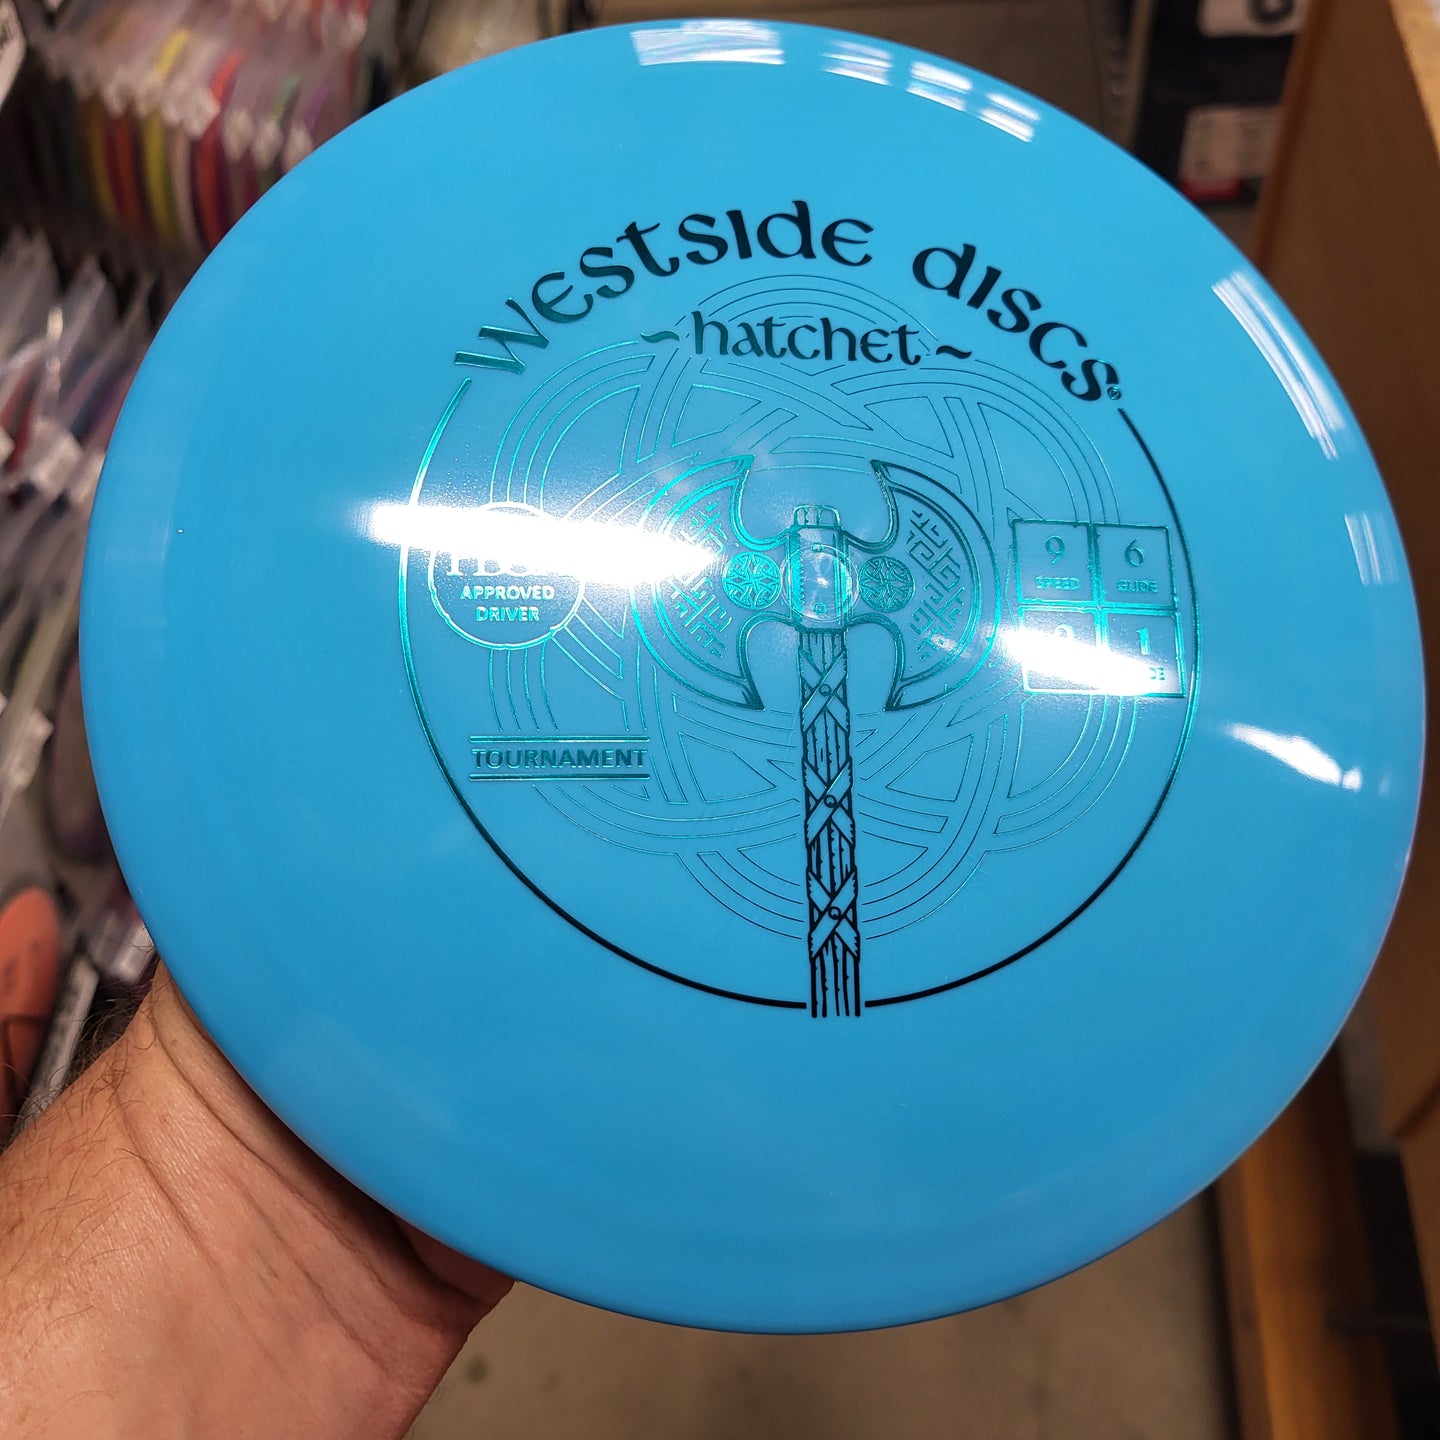 westside discs®
~hatchet~
APPROVED
DRIVER
9
SPEED
6
GLIDE
1
TOURNAMENT